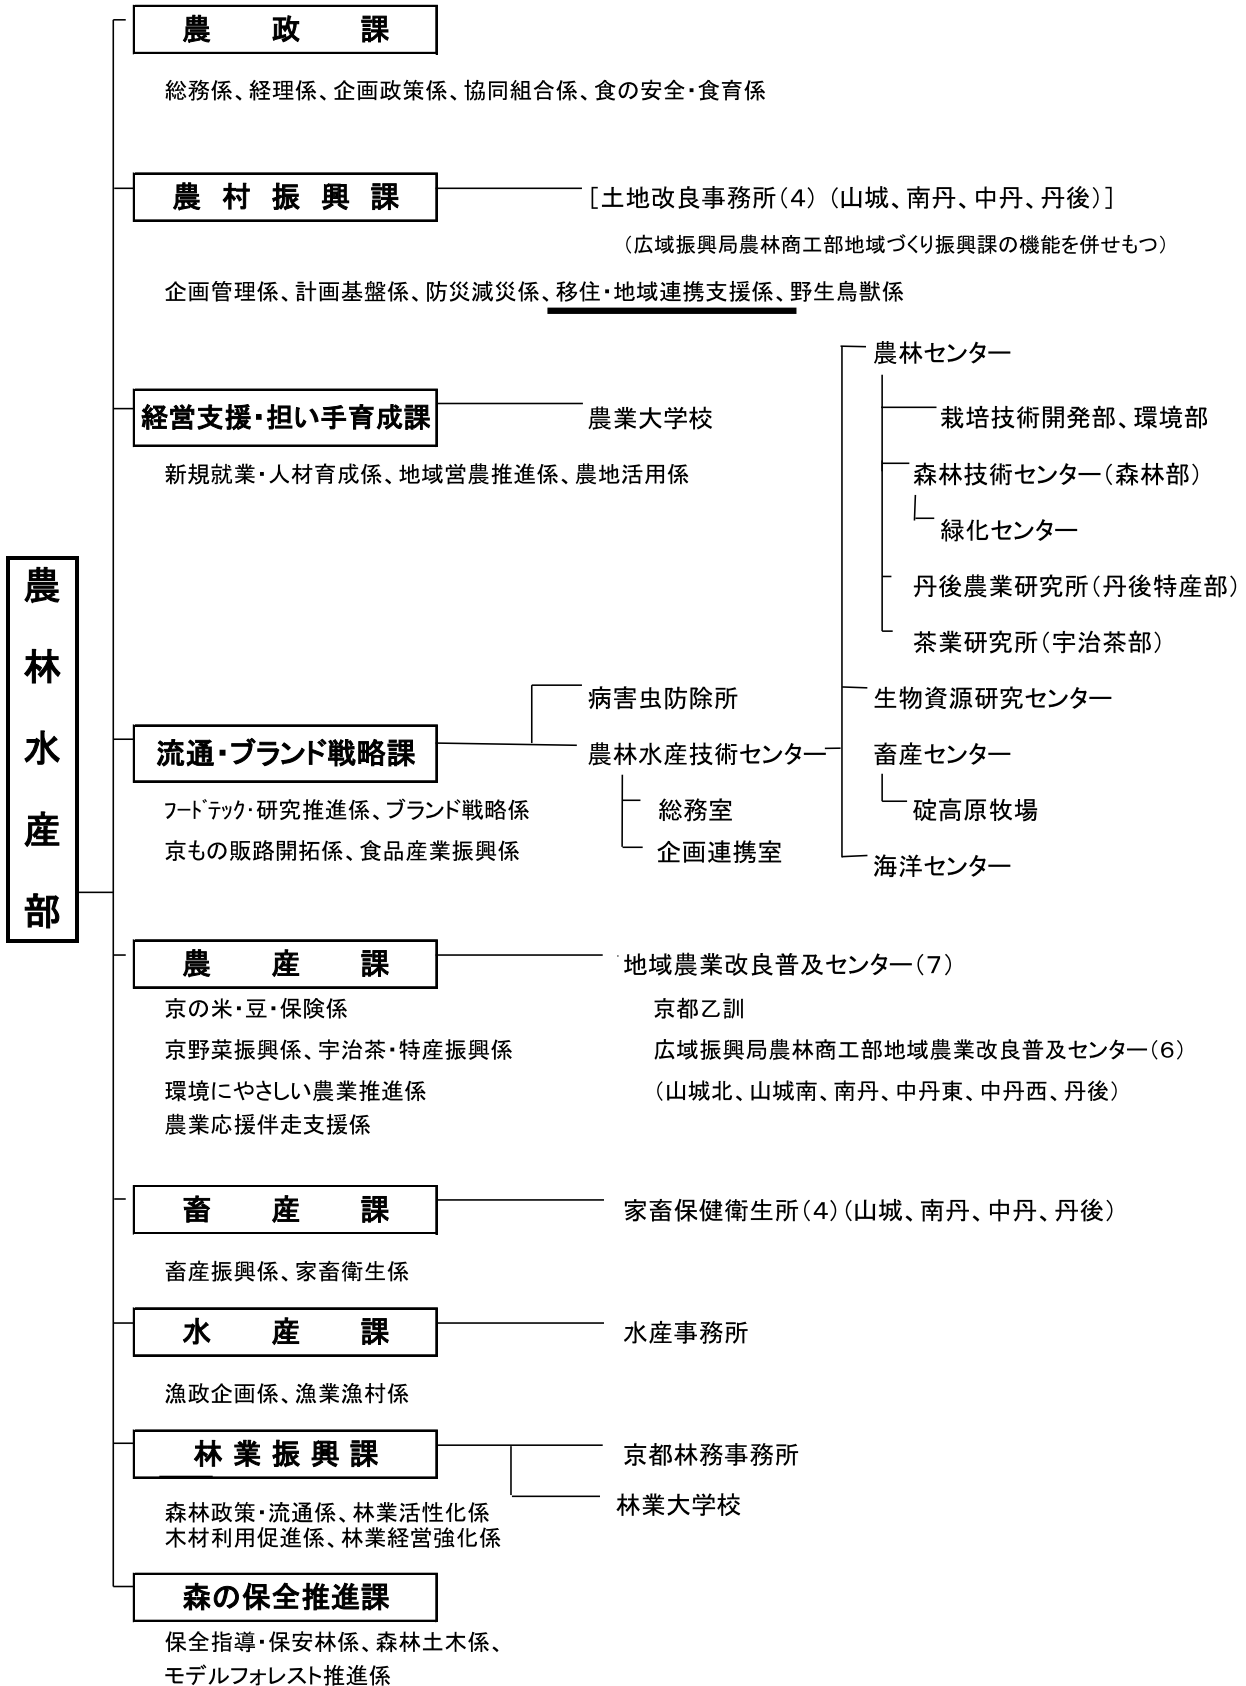 農林水産部
農政課
総務係、経理係、企画政策係、協同組合係、食の安全・食育係
農村振興課
[土地改良事務所(4) (山城、南丹、中丹、丹後)]
(広域振興局農林商工部地域づくり振興課の機能を併せもつ)
企画管理係、計画基盤係、防災減災係、移住・地域連携支援係、野生鳥獣係
経営支援・担い手育成課
農業大学校
新規就業・人材育成係、地域営農推進係、農地活用係
流通・ブランド戦略課
フードテック・研究推進係、ブランド戦略係
京もの販路開拓係、食品産業振興係
病害虫防除所
農林水産技術センター
総務室
企画連携室
農林センター
栽培技術開発部、環境部
森林技術センター(森林部)
緑化センター
丹後農業研究所(丹後特産部)
茶業研究所(宇治茶部)
生物資源研究センター
畜産センター
碇高原牧場
海洋センター
農産課
京の米・豆・保険係
京野菜振興係、宇治茶・特産振興係
環境にやさしい農業推進係
農業応援伴走支援係
地域農業改良普及センター(7)
京都乙訓
広域振興局農林商工部地域農業改良普及センター(6)
(山城北、山城南、南丹、中丹東、中丹西、丹後)
畜産課
家畜保健衛生所(4)(山城、南丹、中丹、丹後)
畜産振興係、家畜衛生係
水産課
水産事務所
漁政企画係、漁業漁村係
林業振興課
京都林務事務所
林業大学校
森林政策・流通係、林業活性化係
木材利用促進係、林業経営強化係
森の保全推進課
保全指導・保安林係、森林土木係、
モデルフォレスト推進係